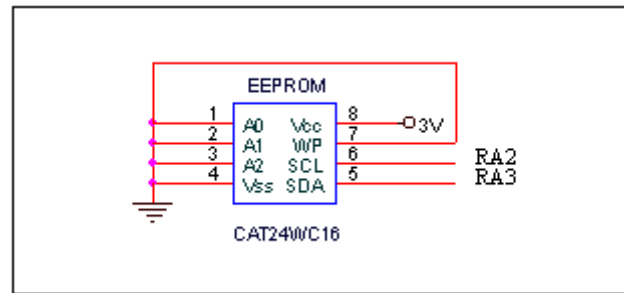 EEPROM
1 A0 Vcc 8 3V
2 A1 WP 7
3 A2 SCL 6 RA2
4 Vss SDA 5 RA3
CAT24WC16